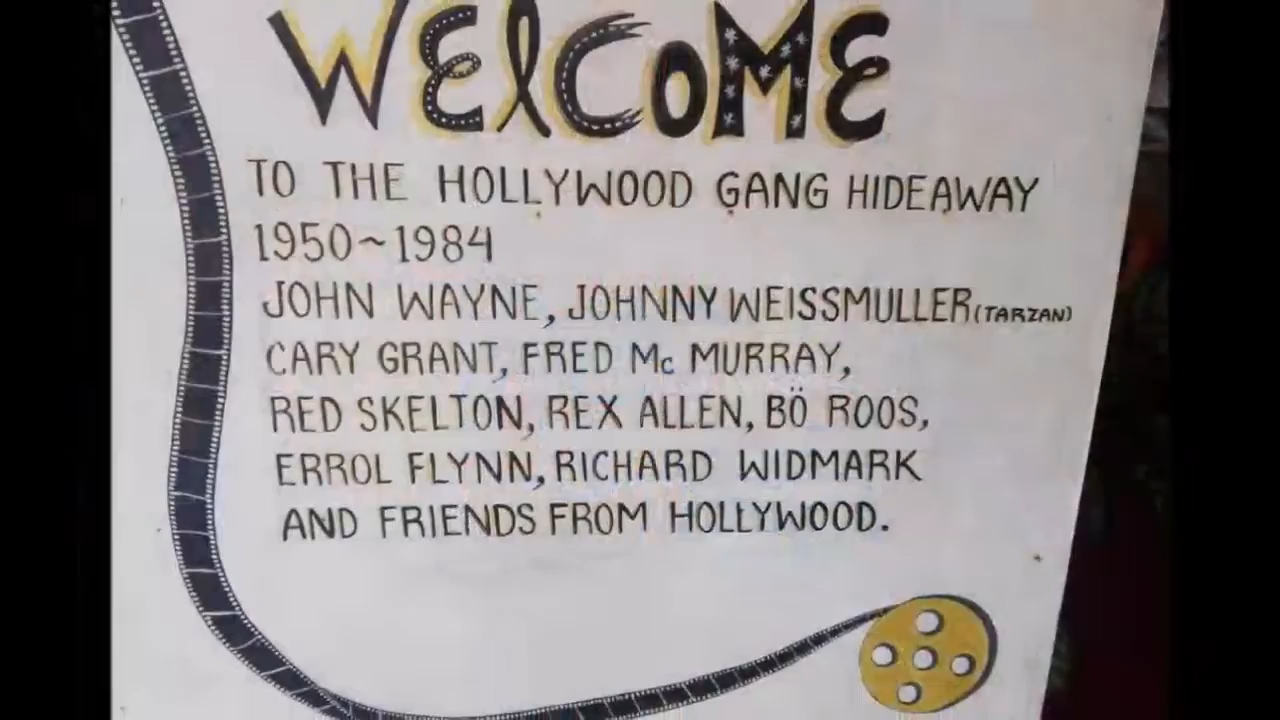 WELCOME
TO THE HOLLYWOOD GANG HIDEAWAY
1950~1984
JOHN WAYNE, JOHNNY WEISSMULLER (TARZAN)
CARY GRANT, FRED Mc MURRAY,
RED SKELTON, REX ALLEN, BÖ ROOS,
ERROL FLYNN, RICHARD WIDMARK
AND FRIENDS FROM HOLLYWOOD.